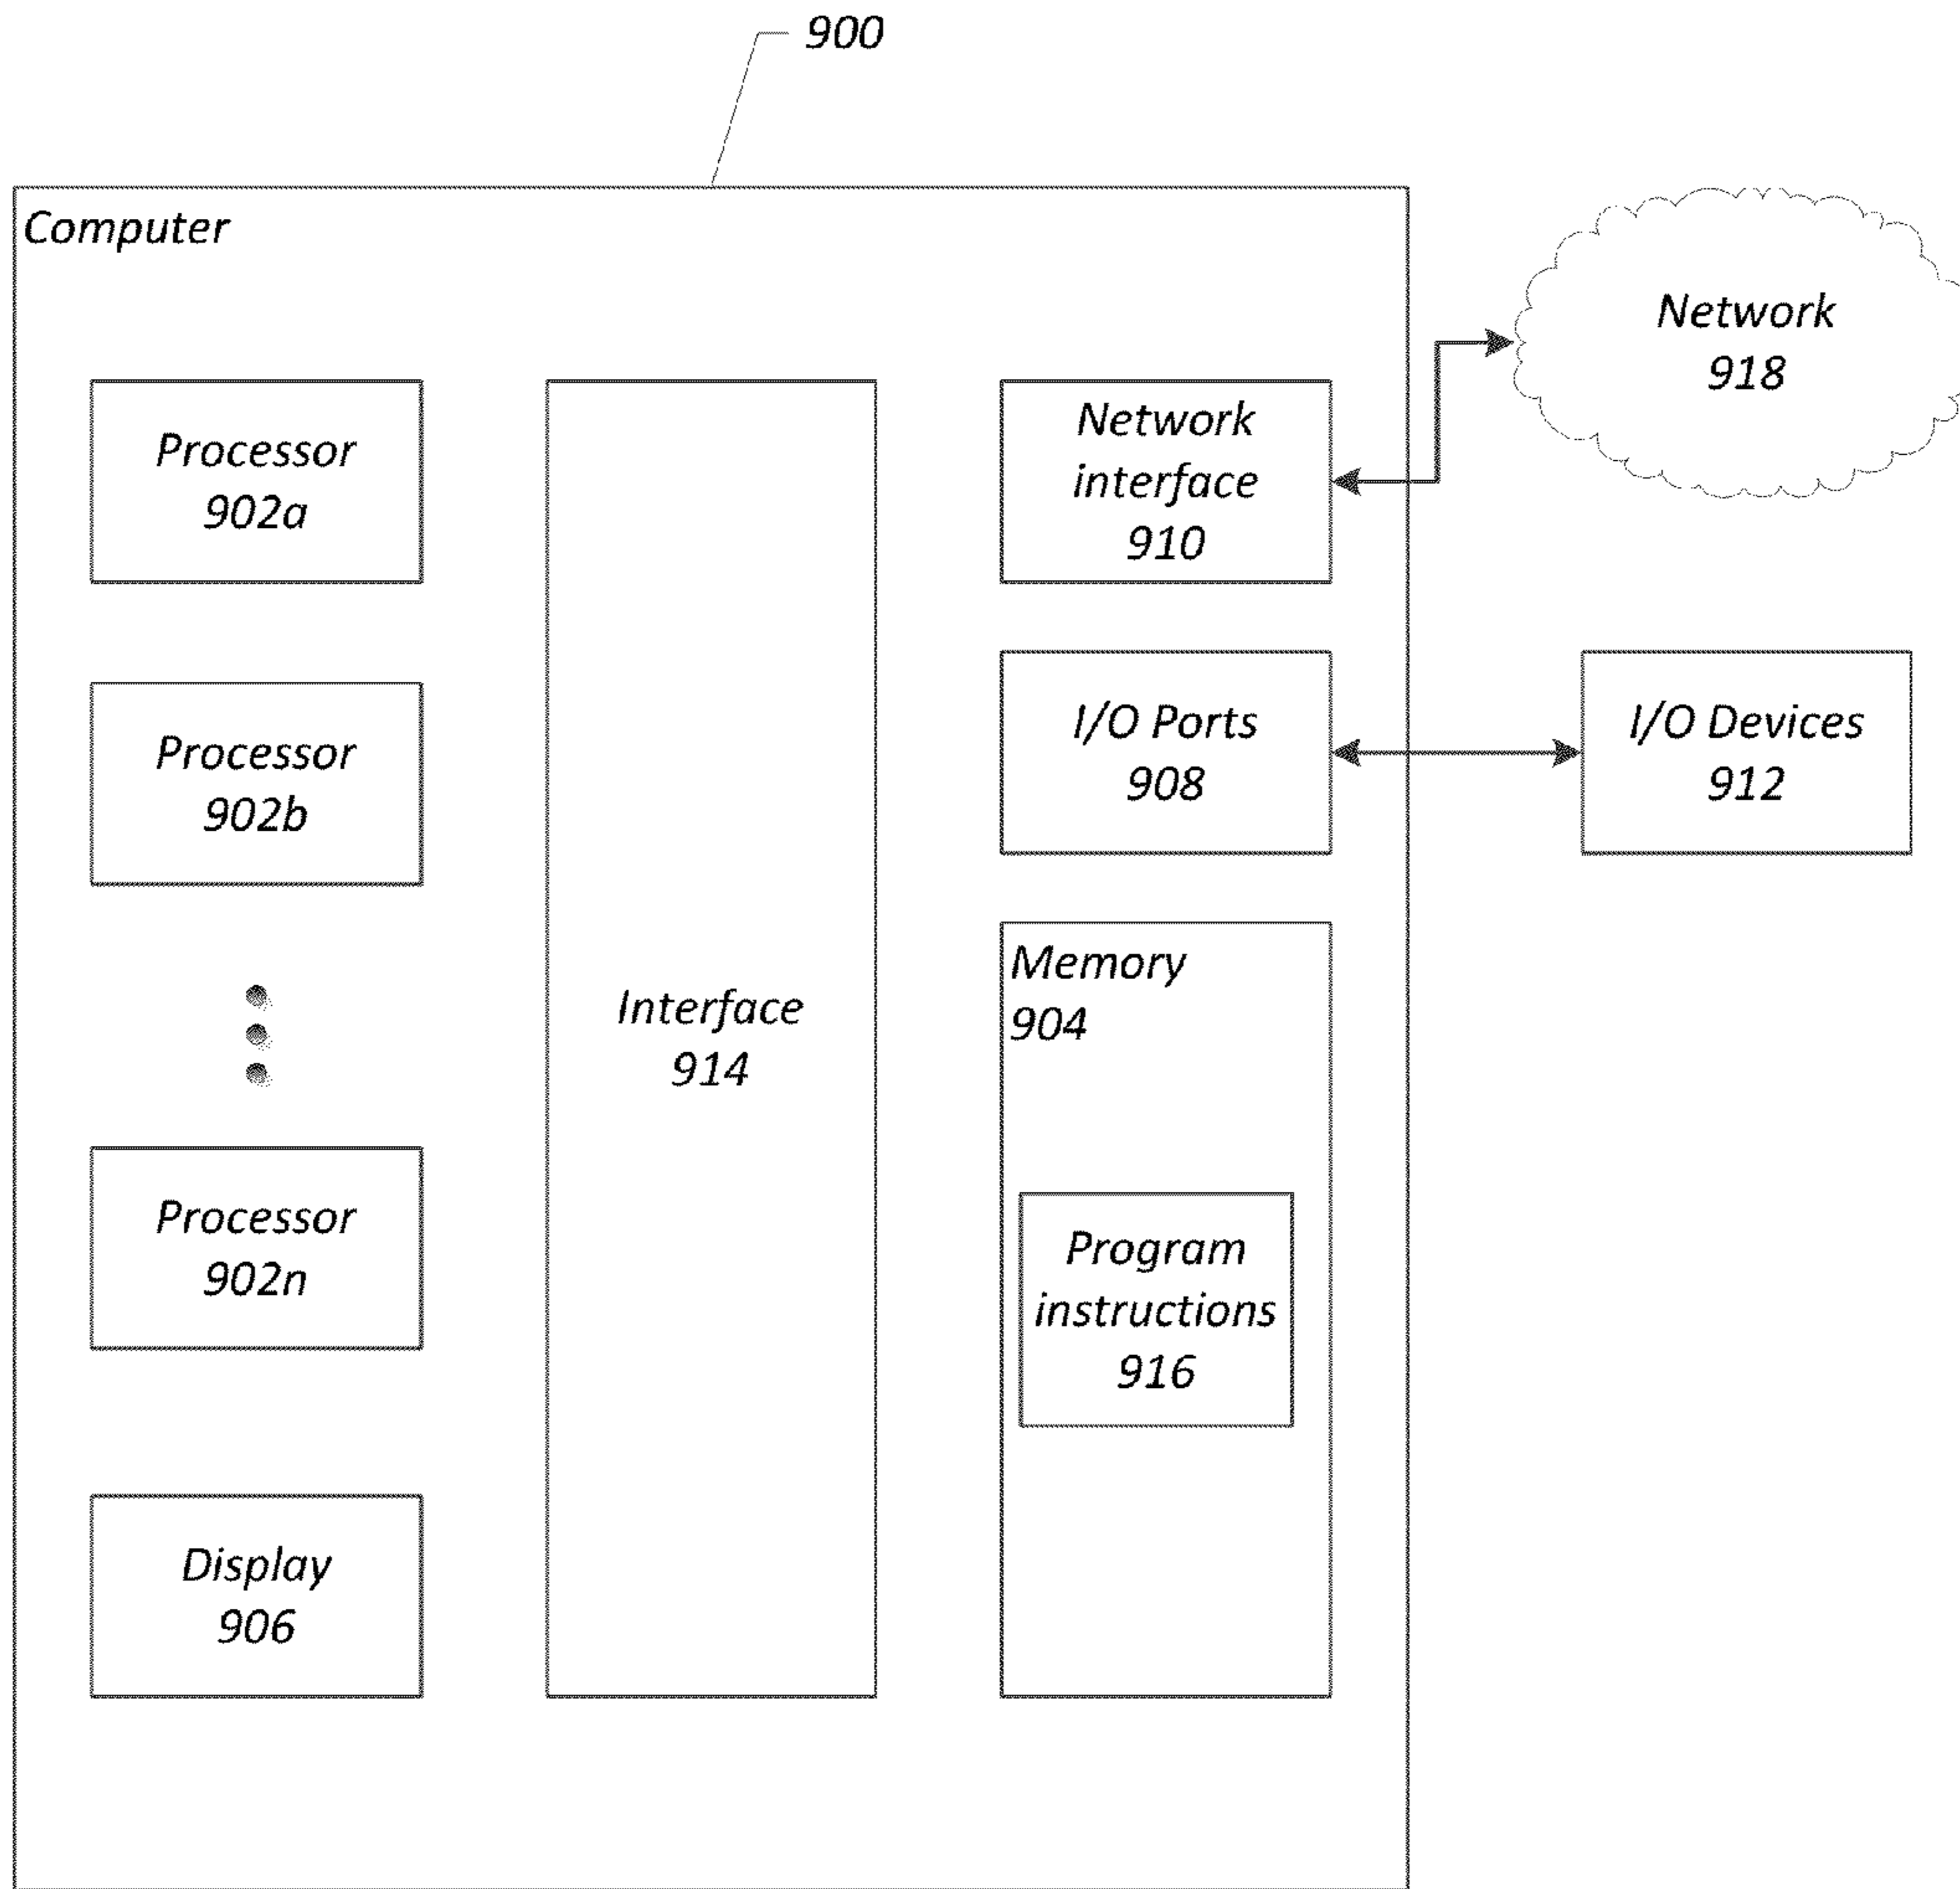 900
Computer
Processor
902a
Processor
902b
Processor
902n
Display
906
Interface
914
Network
interface
910
I/O Ports
908
Memory
904
Program
instructions
916
Network
918
I/O Devices
912